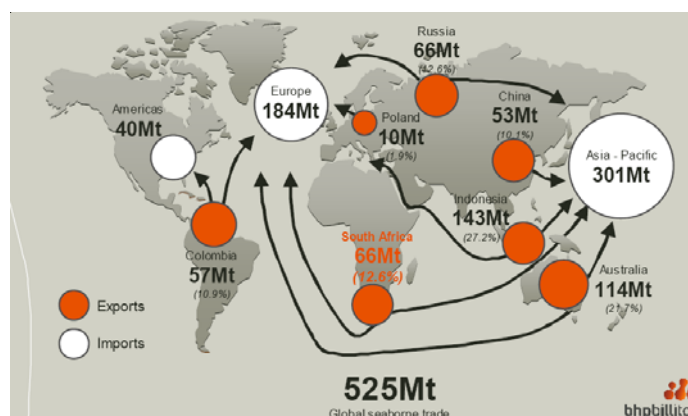 Russia
66Mt
(12.6%)
Europe
184Mt
Americas
40Mt
Poland
10Mt
(1.9%)
China
53Mt
(10.1%)
Asia - Pacific
301Mt
Indonesia
143Mt
(27.2%)
South Africa
66Mt
(12.6%)
Colombia
57Mt
(10.9%)
Australia
114Mt
(21.7%)
Exports
Imports
525Mt
Global seaborne trade
bhpbillit